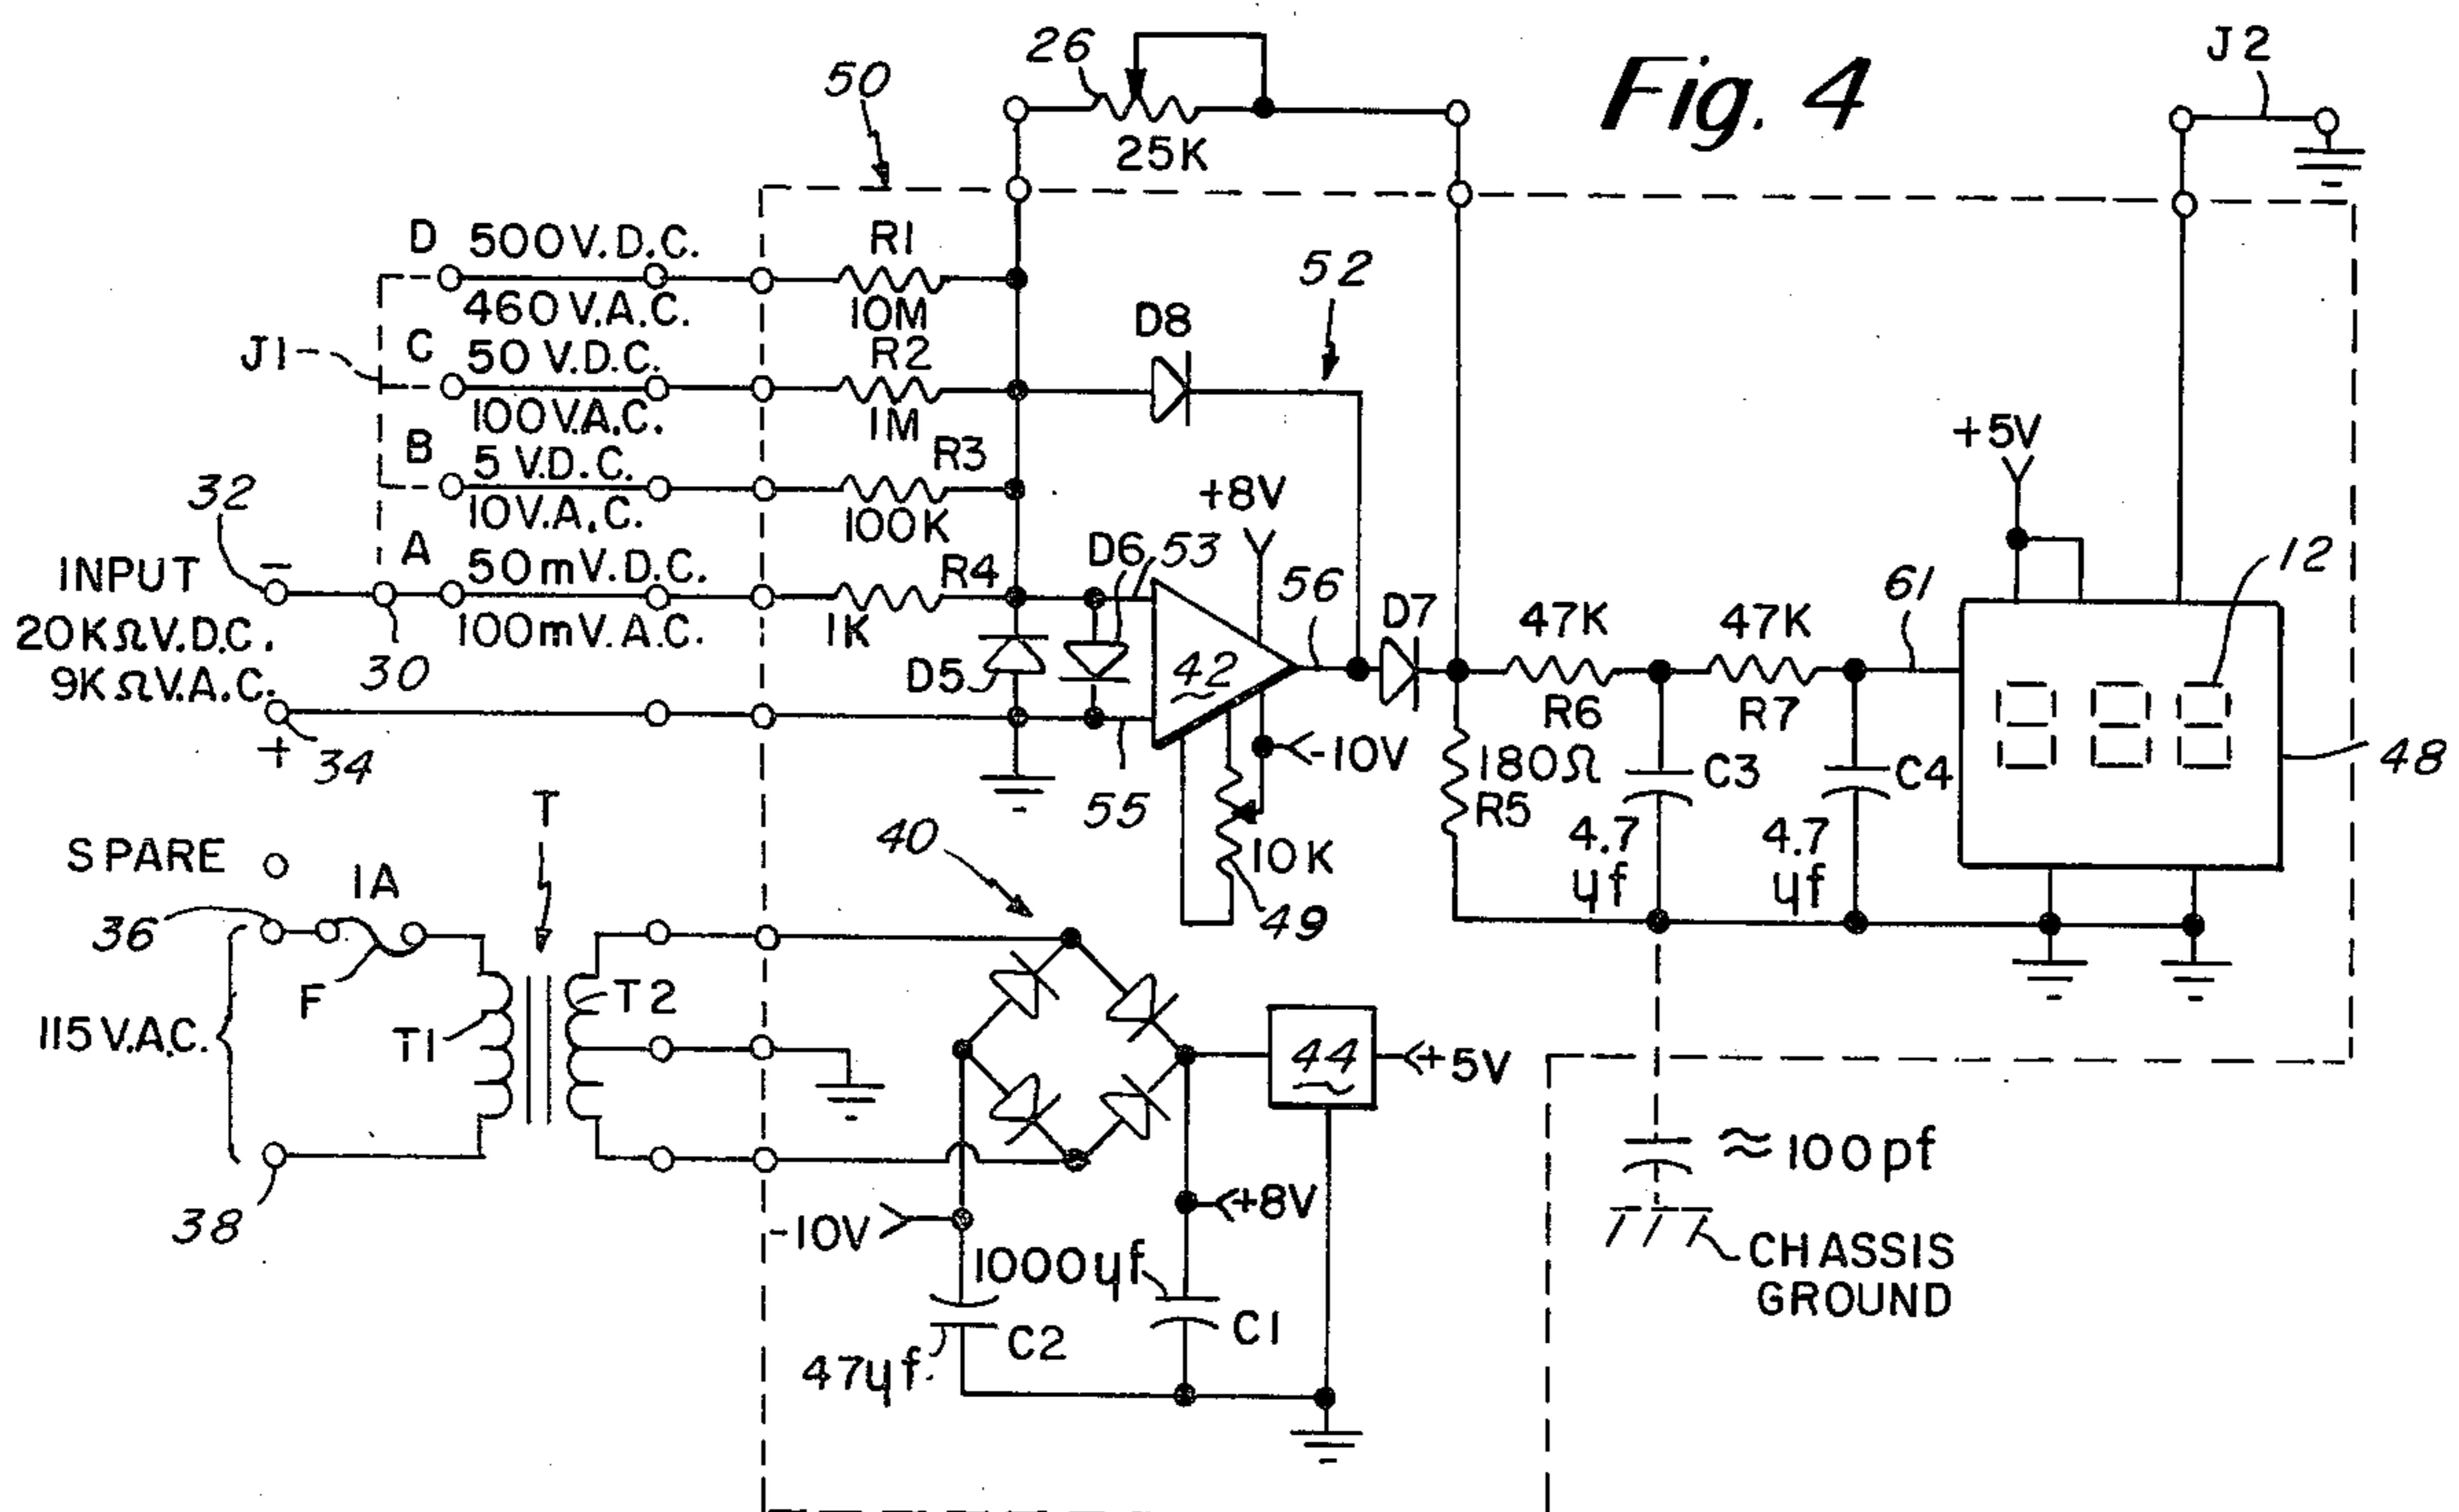 Fig. 4
J2
26
50
25K
D 500V.D.C.
R1
460V.A.C.
10M
52
J1
C 50 V.D.C.
R2
D8
100V.A.C.
1M
B 5 V.D.C.
R3
10V.A.C.
100K
+8V
+5V
32
A 50mV.D.C.
R4
D6 53
56
D7
47K
47K
61
12
INPUT −
20KΩV.D.C.
9KΩV.A.C.
30
100mV.A.C.
1K
D5
42
R6
R7
+
34
55
-10V
180Ω
R5
C3
4.7
µf
C4
4.7
µf
48
SPARE
1A
T
40
10K
49
36
F
115V.A.C.
T1
T2
44
+5V
38
-10V
+8V
1000µf
C1
47µf
C2
≈100pf
CHASSIS
GROUND